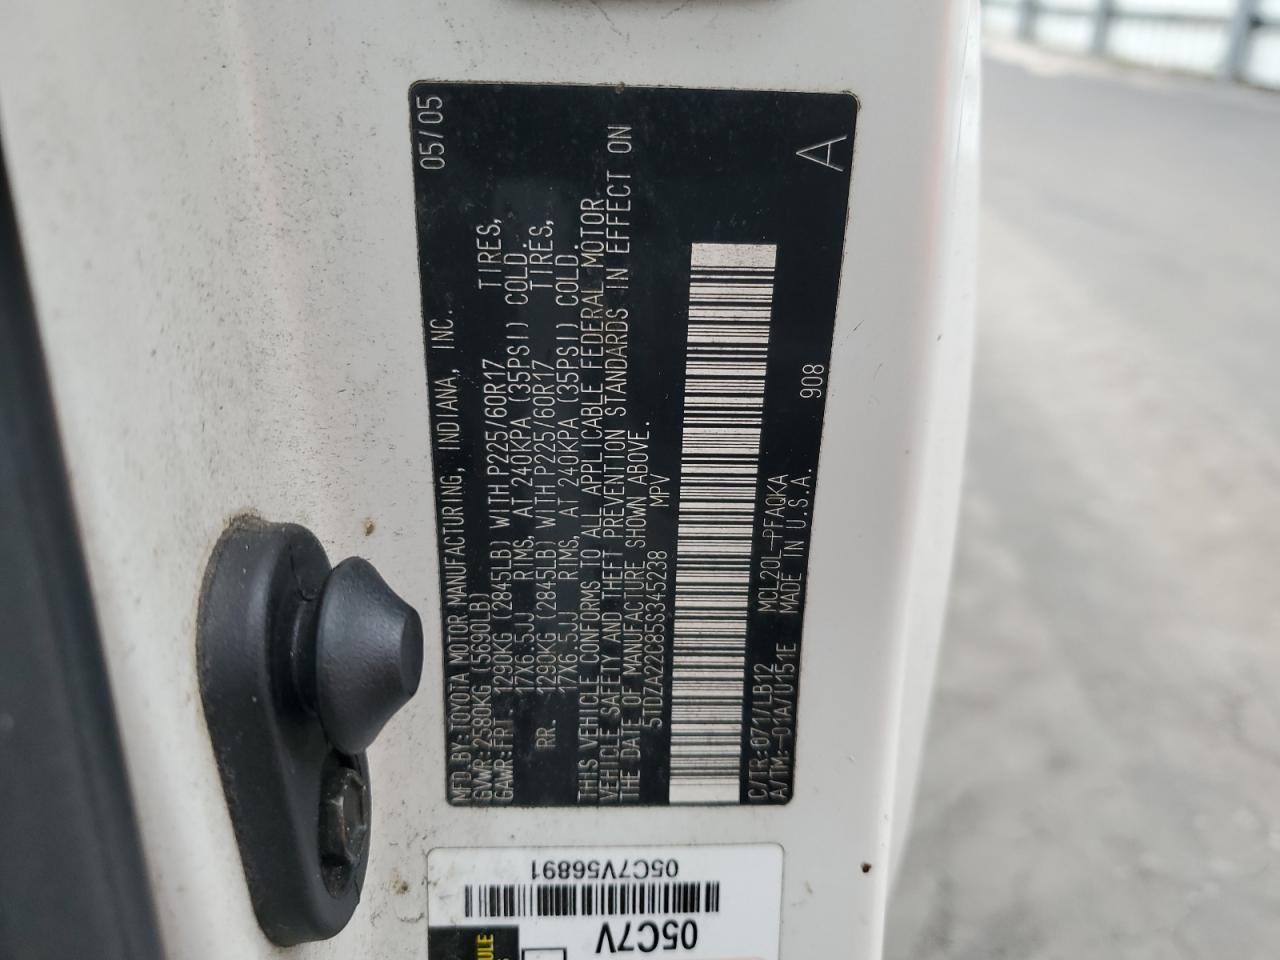 MFD.BY:TOYOTA MOTOR MANUFACTURING, INDIANA, INC. 05/05
GVWR:2580KG (5690LB)
GAWR:FRT. 1290KG (2845LB) WITH P225/60R17 TIRES,
17X6.5JJ RIMS, AT 240KPA (35PSI) COLD.
RR. 1290KG (2845LB) WITH P225/60R17 TIRES,
17X6.5JJ RIMS, AT 240KPA (35PSI) COLD.
THIS VEHICLE CONFORMS TO ALL APPLICABLE FEDERAL MOTOR
VEHICLE SAFETY AND THEFT PREVENTION STANDARDS IN EFFECT ON
THE DATE OF MANUFACTURE SHOWN ABOVE.
5TDZA22C85S345238 MPV
C/TR:071/LB12 MCL20L-PFAQKA 908 A
A/TM:-01A/U151E MADE IN U.S.A.
05C7V
05C7V56891